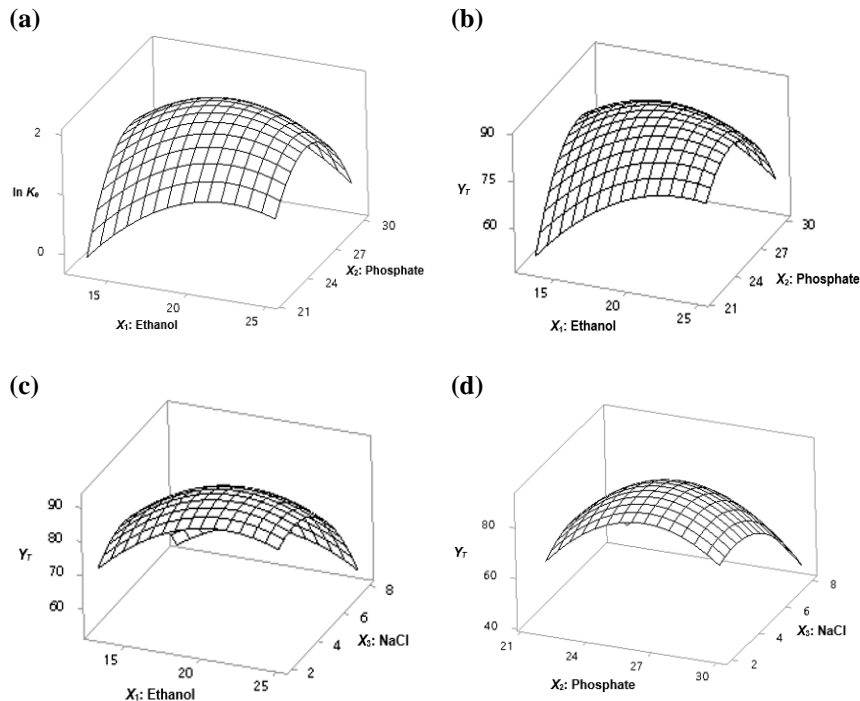 (a)
2
ln Ke
0
15
20
25
X₁: Ethanol
21
24
27
30
X₂: Phosphate
(b)
90
75
60
YT
15
20
25
X₁: Ethanol
21
24
27
30
X₂: Phosphate
(c)
90
80
70
60
YT
15
20
25
X₁: Ethanol
2
4
6
8
X₃: NaCl
(d)
80
60
40
YT
21
24
27
30
X₂: Phosphate
2
4
6
8
X₃: NaCl